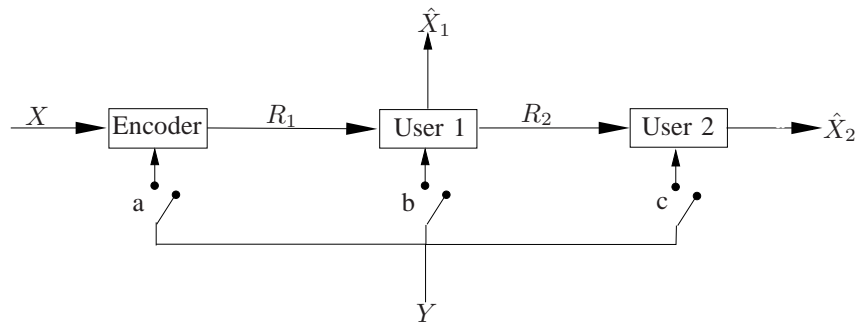 X̂₁
X
Encoder
R₁
User 1
R₂
User 2
X̂₂
a
b
c
Y